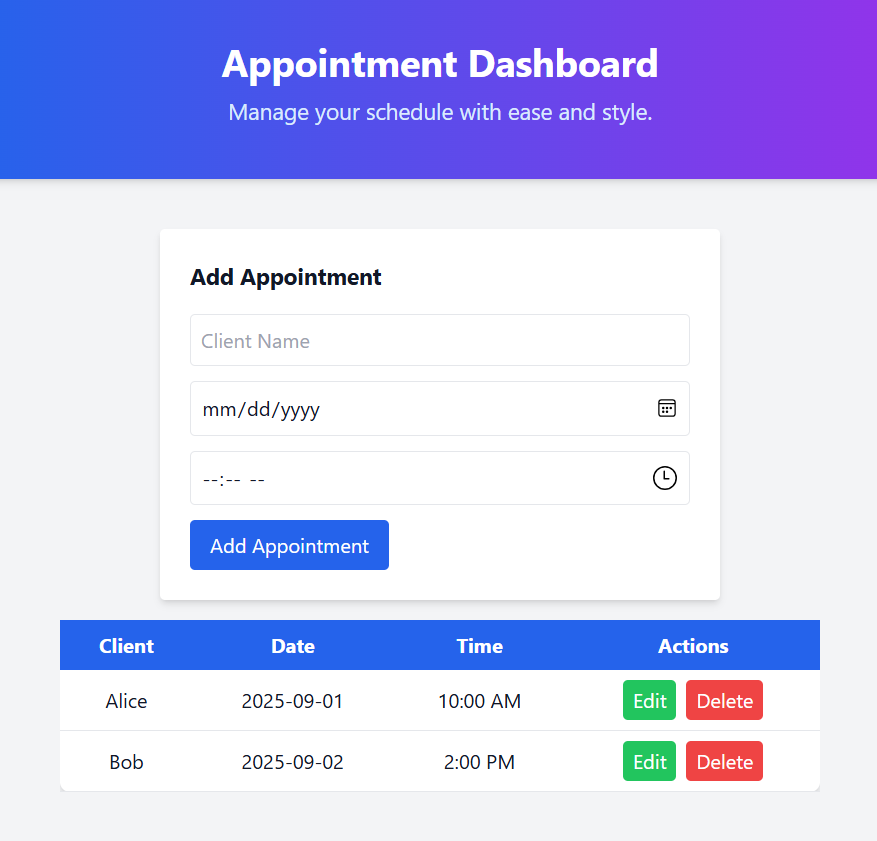 Appointment Dashboard
Manage your schedule with ease and style.
Add Appointment
Client Name
mm/dd/yyyy
--:-- --
Add Appointment
Client Date Time Actions
Alice 2025-09-01 10:00 AM Edit Delete
Bob 2025-09-02 2:00 PM Edit Delete